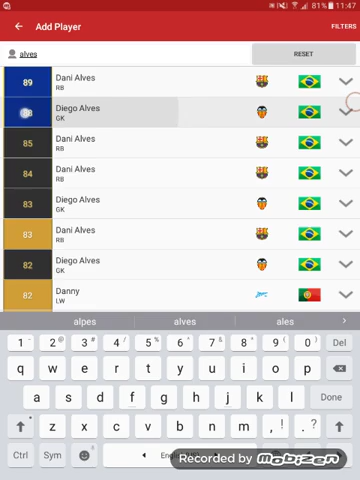 81% 11:47
Add Player FILTERS
alves RESET
89 Dani Alves
RB
Diego Alves
GK
85 Dani Alves
RB
84 Dani Alves
RB
83 Diego Alves
GK
83 Dani Alves
RB
82 Diego Alves
GK
82 Danny
LW
alpes alves ales
1 2 @ 3 # 4 / 5 % 6 ^ 7 & 8 * 9 ( 0 ) Del
q w e r t y u i o p
a s d f g h j k l Done
z x c v b n m , ! . ?
Ctrl Sym
Recorded by Mobizen